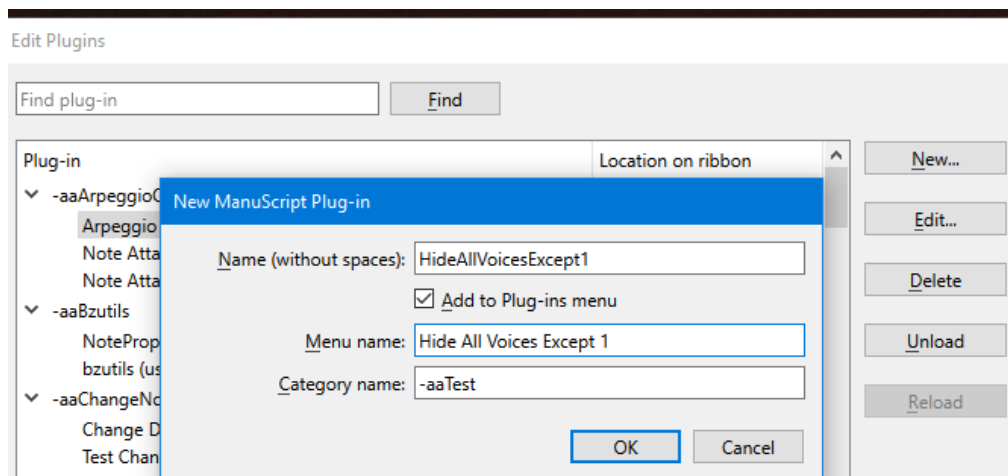 Edit Plugins
Find plug-in
Find
Plug-in
Location on ribbon
New...
-aaArpeggio
New ManuScript Plug-in
Arpeggio
Name (without spaces): HideAllVoicesExcept1
Edit...
Note Atta
Add to Plug-ins menu
Note Atta
Delete
-aaBzutils
NoteProp
Menu name: Hide All Voices Except 1
Unload
bzutils (us
Category name: -aaTest
-aaChangeNo
Reload
Change D
OK
Cancel
Test Chan